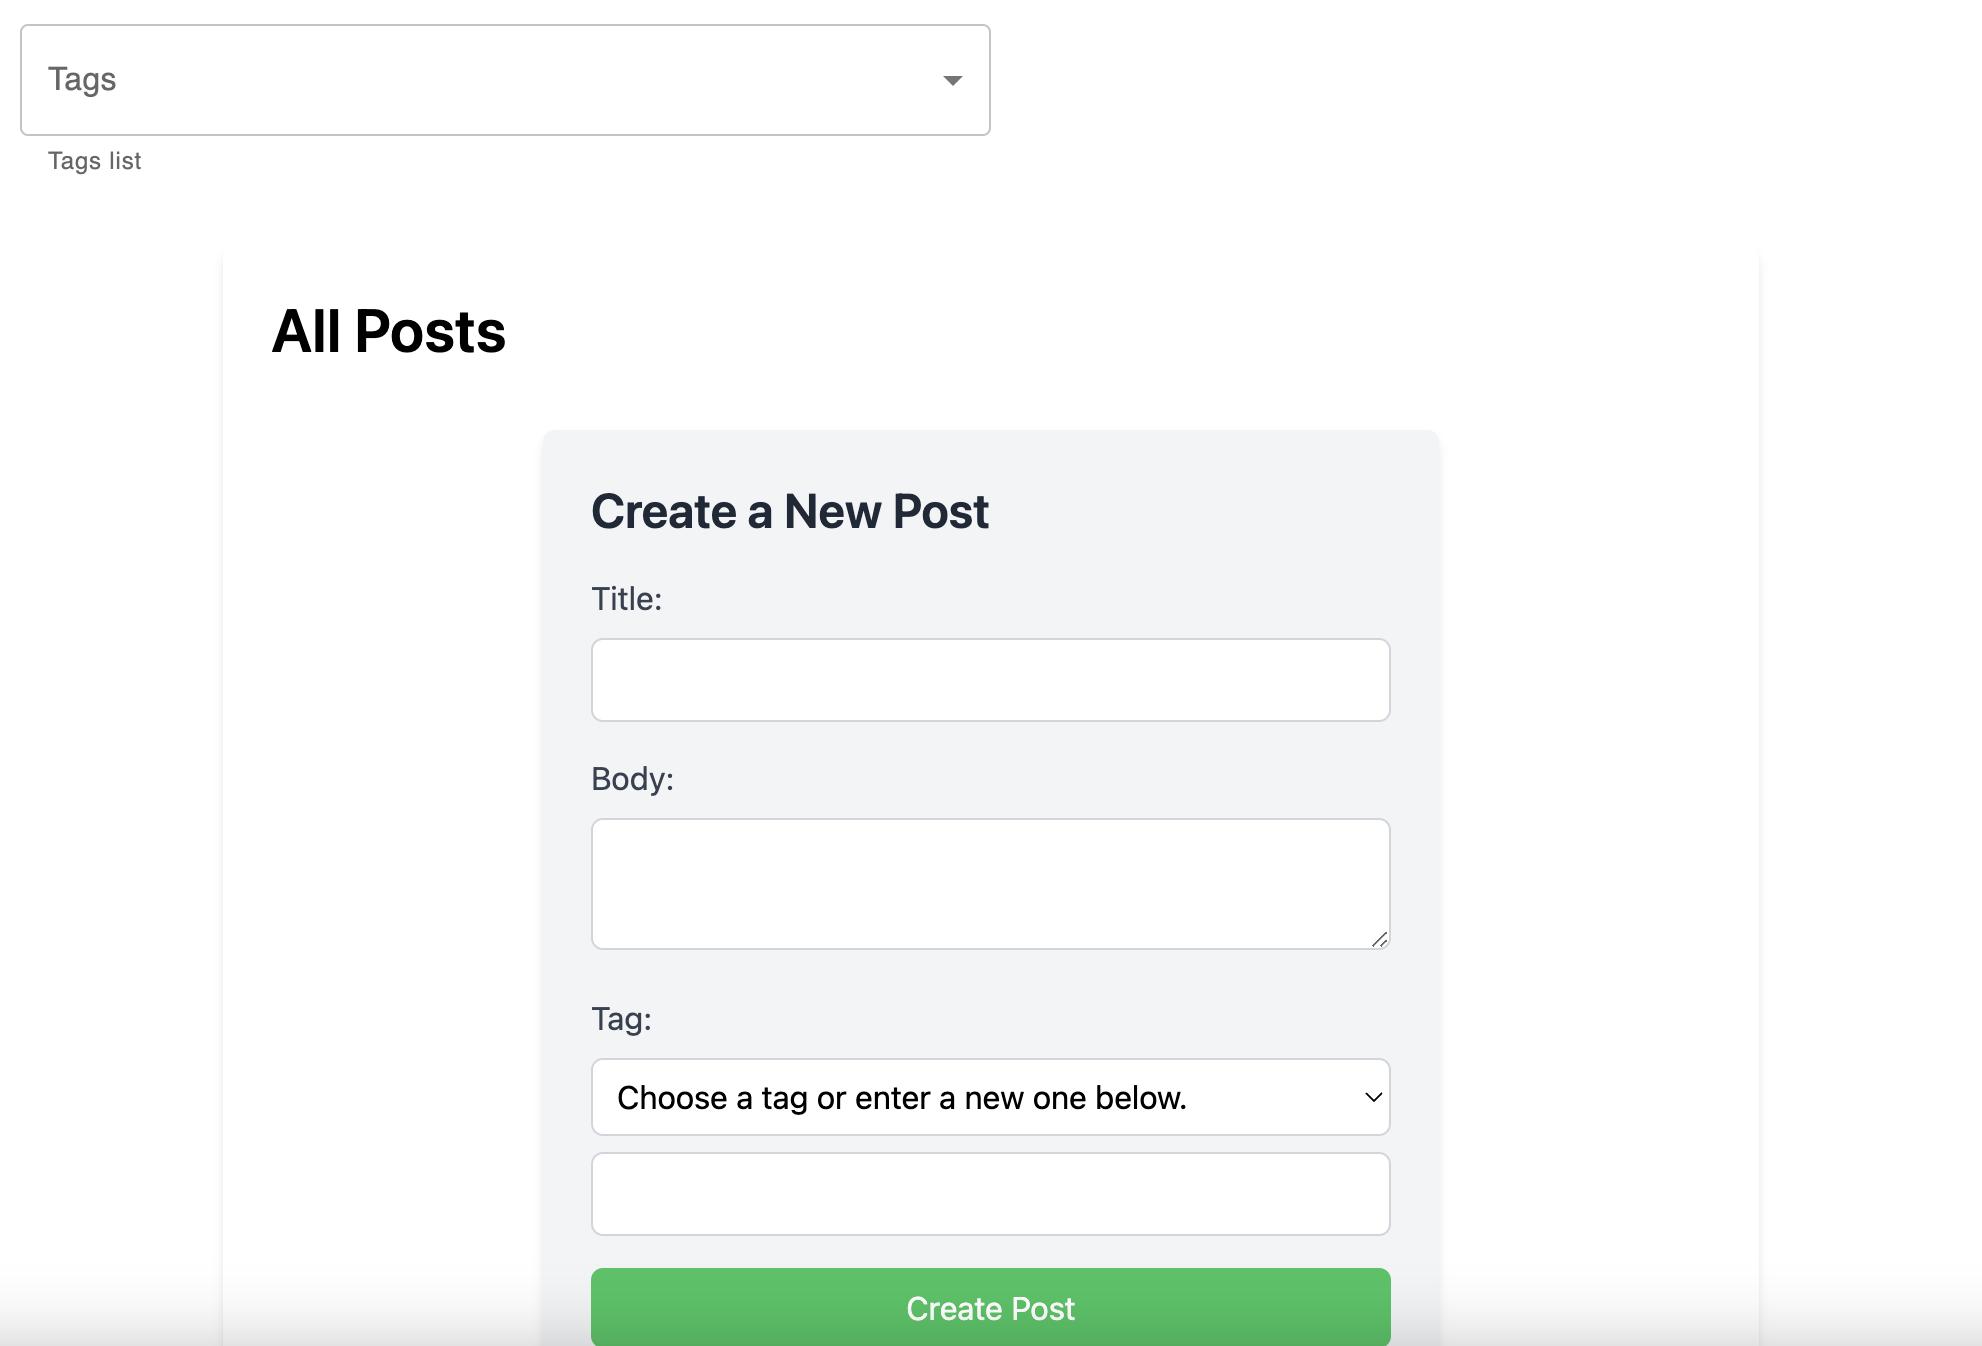 Tags
Tags list
All Posts
Create a New Post
Title:
Body:
Tag:
Choose a tag or enter a new one below.
Create Post